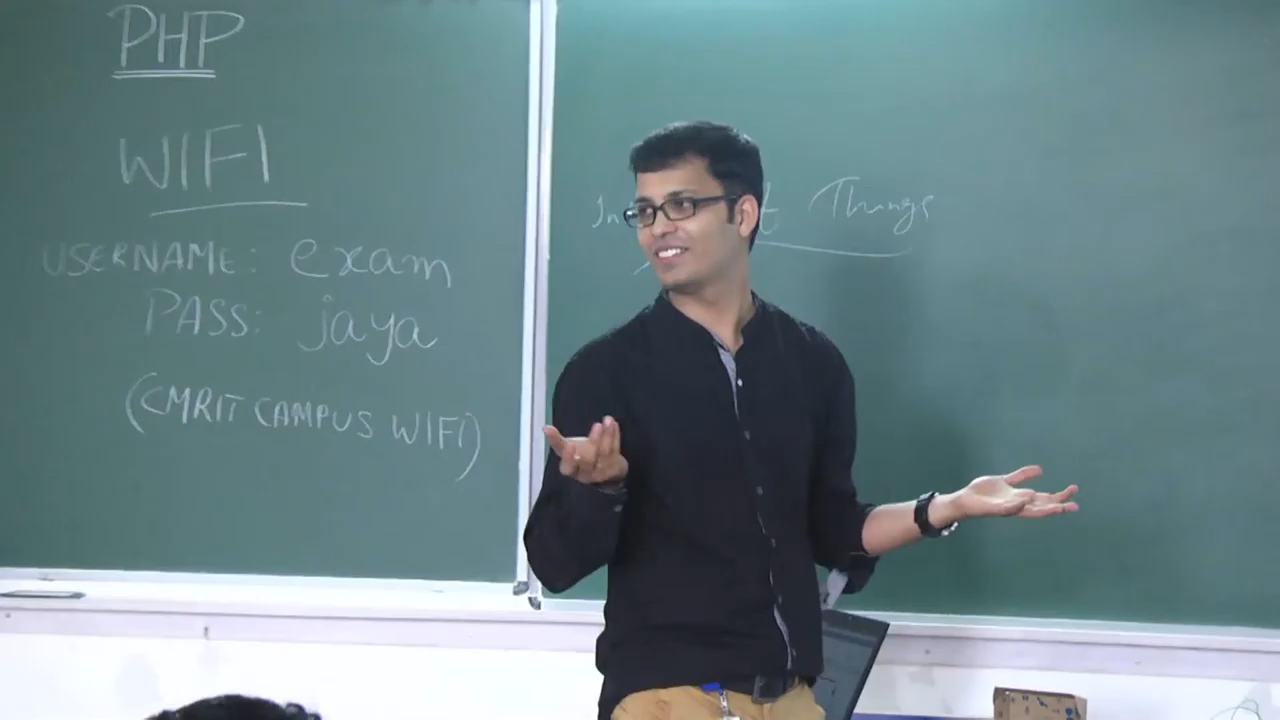 PHP
WIFI
USERNAME: exam
PASS: jaya
(CMRIT CAMPUS WIFI)
Things